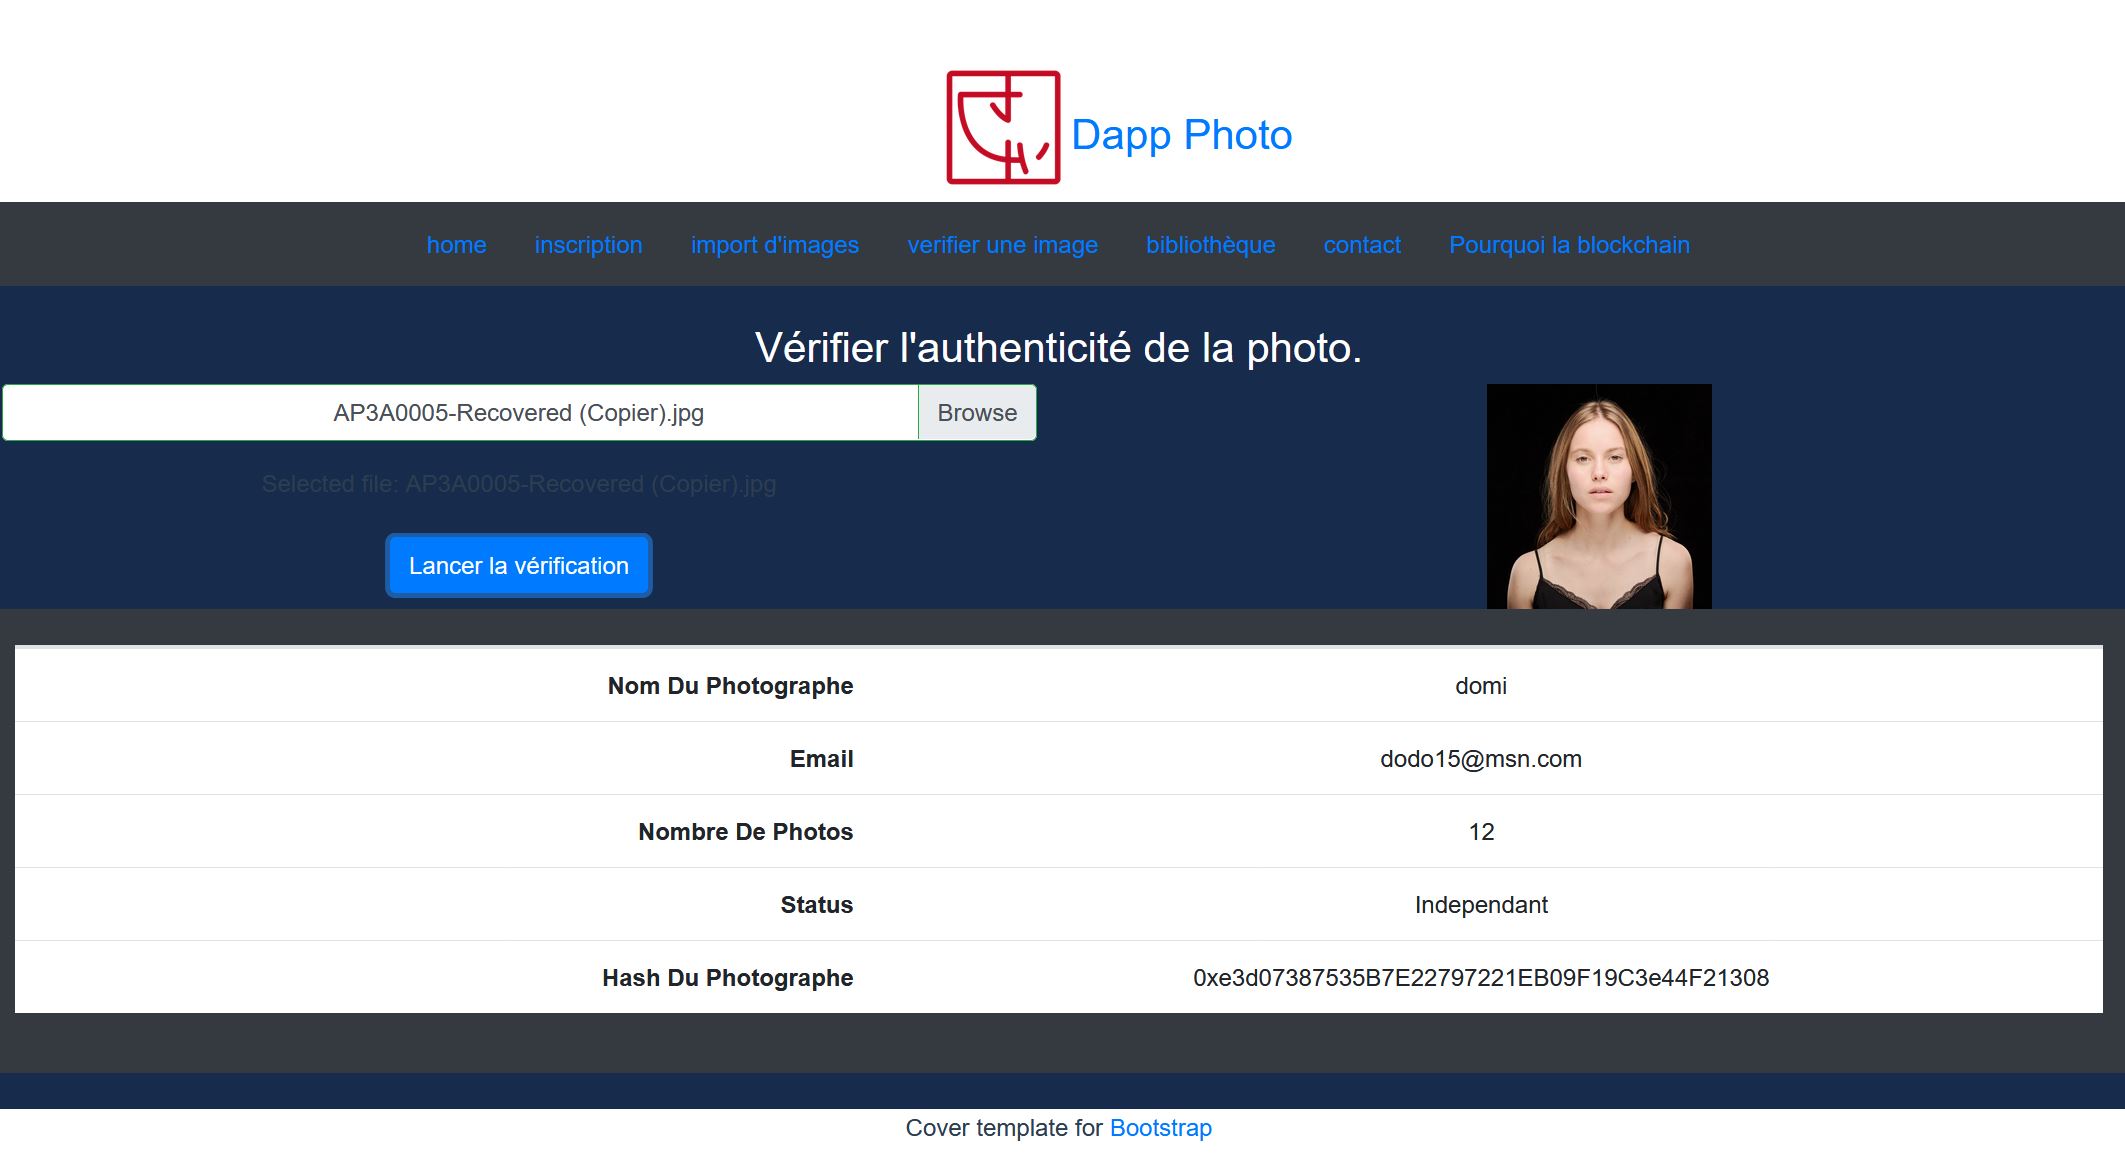 Dapp Photo
home inscription import d'images verifier une image bibliothèque contact Pourquoi la blockchain
Vérifier l'authenticité de la photo.
AP3A0005-Recovered (Copier).jpg Browse
Selected file: AP3A0005-Recovered (Copier).jpg
Lancer la vérification
Nom Du Photographe domi
Email dodo15@msn.com
Nombre De Photos 12
Status Independant
Hash Du Photographe 0xe3d07387535B7E22797221EB09F19C3e44F21308
Cover template for Bootstrap